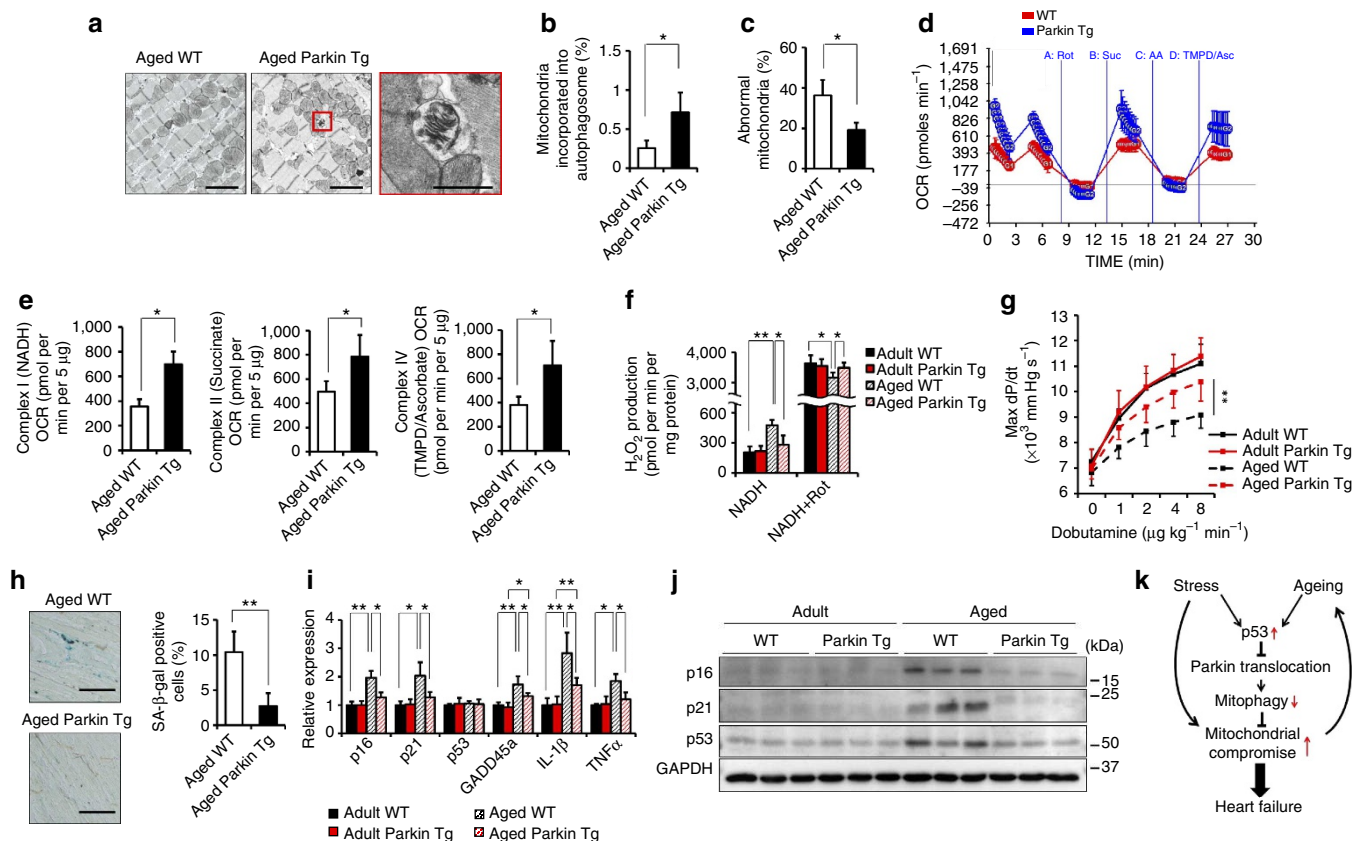 a
Aged WT
Aged Parkin Tg
b
Mitochondria
incorporated into
autophagosome (%)
1.5
1
0.5
0
*
Aged WT
Aged Parkin Tg
c
Abnormal
mitochondria (%)
60
40
20
0
*
Aged WT
Aged Parkin Tg
d
WT
Parkin Tg
A: Rot
B: Suc
C: AA
D: TMPD/Asc
OCR (pmoles min⁻¹)
1,691
1,475
1,258
1,042
826
610
393
177
−39
−256
−472
0
3
6
9
12
15
18
21
24
27
30
TIME (min)
e
Complex I (NADH)
OCR (pmol per
min per 5 µg)
1,000
800
600
400
200
0
*
Aged WT
Aged Parkin Tg
Complex II (Succinate)
OCR (pmol per
min per 5 µg)
1,000
800
600
400
200
0
*
Aged WT
Aged Parkin Tg
Complex IV
(TMPD/Ascorbate) OCR
(pmol per min per 5 µg)
1,000
800
600
400
200
0
*
Aged WT
Aged Parkin Tg
f
H₂O₂ production
(pmol per min per
mg protein)
4,000
3,000
600
300
0
** *
* *
NADH
NADH+Rot
Adult WT
Adult Parkin Tg
Aged WT
Aged Parkin Tg
g
Max dP/dt
(×10³ mm Hg s⁻¹)
13
12
11
10
9
8
7
6
0
1
2
4
8
Dobutamine (µg kg⁻¹ min⁻¹)
**
Adult WT
Adult Parkin Tg
Aged WT
Aged Parkin Tg
h
Aged WT
Aged Parkin Tg
SA-β-gal positive
cells (%)
15
10
5
0
**
Aged WT
Aged Parkin Tg
i
Relative expression
4
3
2
1
0
** *
* *
*
** *
**
** *
* *
p16
p21
p53
GADD45a
IL-1β
TNFα
Adult WT
Adult Parkin Tg
Aged WT
Aged Parkin Tg
j
Adult
Aged
WT
Parkin Tg
WT
Parkin Tg
(kDa)
p16
−15
p21
−25
p53
−50
GAPDH
−37
k
Stress
Ageing
p53↑
Parkin translocation
Mitophagy↓
Mitochondrial
compromise ↑
Heart failure